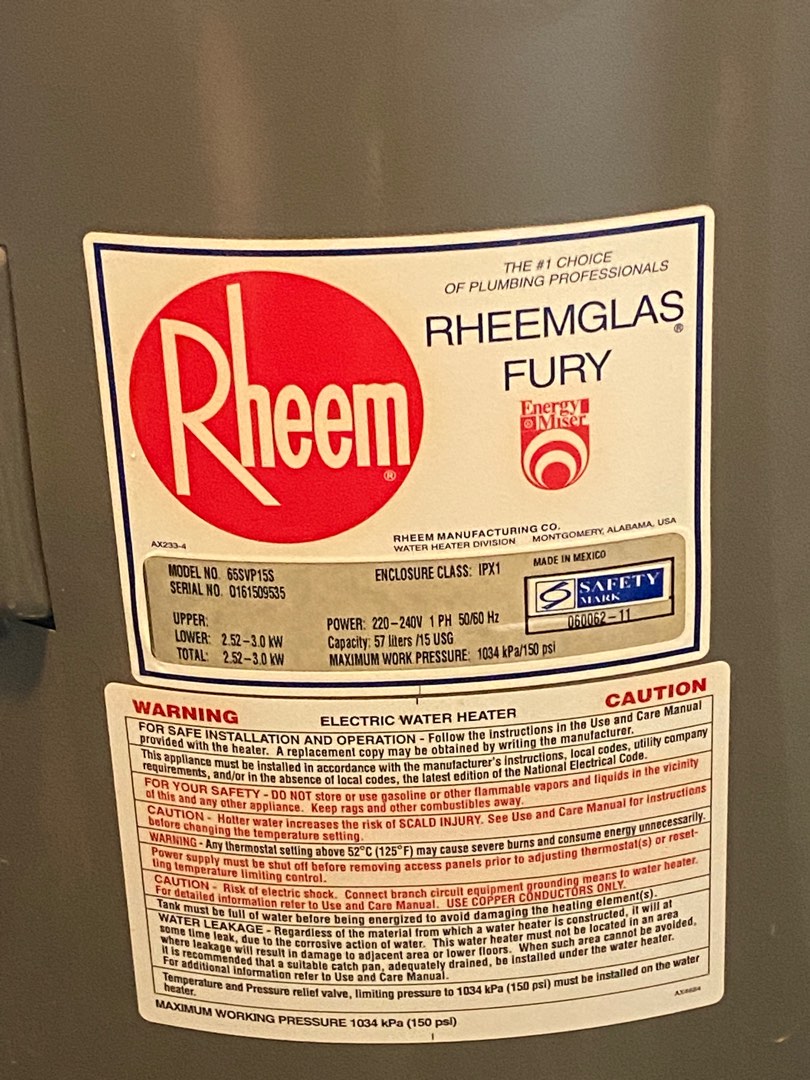 THE #1 CHOICE
OF PLUMBING PROFESSIONALS
Rheem®
RHEEMGLAS®
FURY
Energy
Miser
AX233-4
RHEEM MANUFACTURING CO.
WATER HEATER DIVISION MONTGOMERY, ALABAMA, USA
MODEL NO. 65SVP15S
SERIAL NO. 0161509535
ENCLOSURE CLASS: IPX1
MADE IN MEXICO
SAFETY
MARK
060062-11
UPPER:
LOWER: 2.52-3.0 kW
TOTAL: 2.52-3.0 kW
POWER: 220-240V 1 PH 50/60 Hz
Capacity: 57 liters /15 USG
MAXIMUM WORK PRESSURE: 1034 kPa/150 psi
WARNING ELECTRIC WATER HEATER CAUTION
FOR SAFE INSTALLATION AND OPERATION - Follow the instructions in the Use and Care Manual
provided with the heater. A replacement copy may be obtained by writing the manufacturer.
This appliance must be installed in accordance with the manufacturer's instructions, local codes, utility company
requirements, and/or in the absence of local codes, the latest edition of the National Electrical Code.
FOR YOUR SAFETY - DO NOT store or use gasoline or other flammable vapors and liquids in the vicinity
of this and any other appliance. Keep rags and other combustibles away.
CAUTION - Hotter water increases the risk of SCALD INJURY. See Use and Care Manual for instructions
before changing the temperature setting.
WARNING - Any thermostat setting above 52°C (125°F) may cause severe burns and consume energy unnecessarily.
Power supply must be shut off before removing access panels prior to adjusting thermostat(s) or reset-
ting temperature limiting control.
CAUTION - Risk of electric shock. Connect branch circuit equipment grounding means to water heater.
For detailed information refer to Use and Care Manual. USE COPPER CONDUCTORS ONLY.
Tank must be full of water before being energized to avoid damaging the heating element(s).
WATER LEAKAGE - Regardless of the material from which a water heater is constructed, it will at
some time leak, due to the corrosive action of water. This water heater must not be located in an area
where leakage will result in damage to adjacent area or lower floors. When such area cannot be avoided,
it is recommended that a suitable catch pan, adequately drained, be installed under the water heater.
For additional information refer to Use and Care Manual.
Temperature and Pressure relief valve, limiting pressure to 1034 kPa (150 psi) must be installed on the water
heater.
MAXIMUM WORKING PRESSURE 1034 kPa (150 psi)